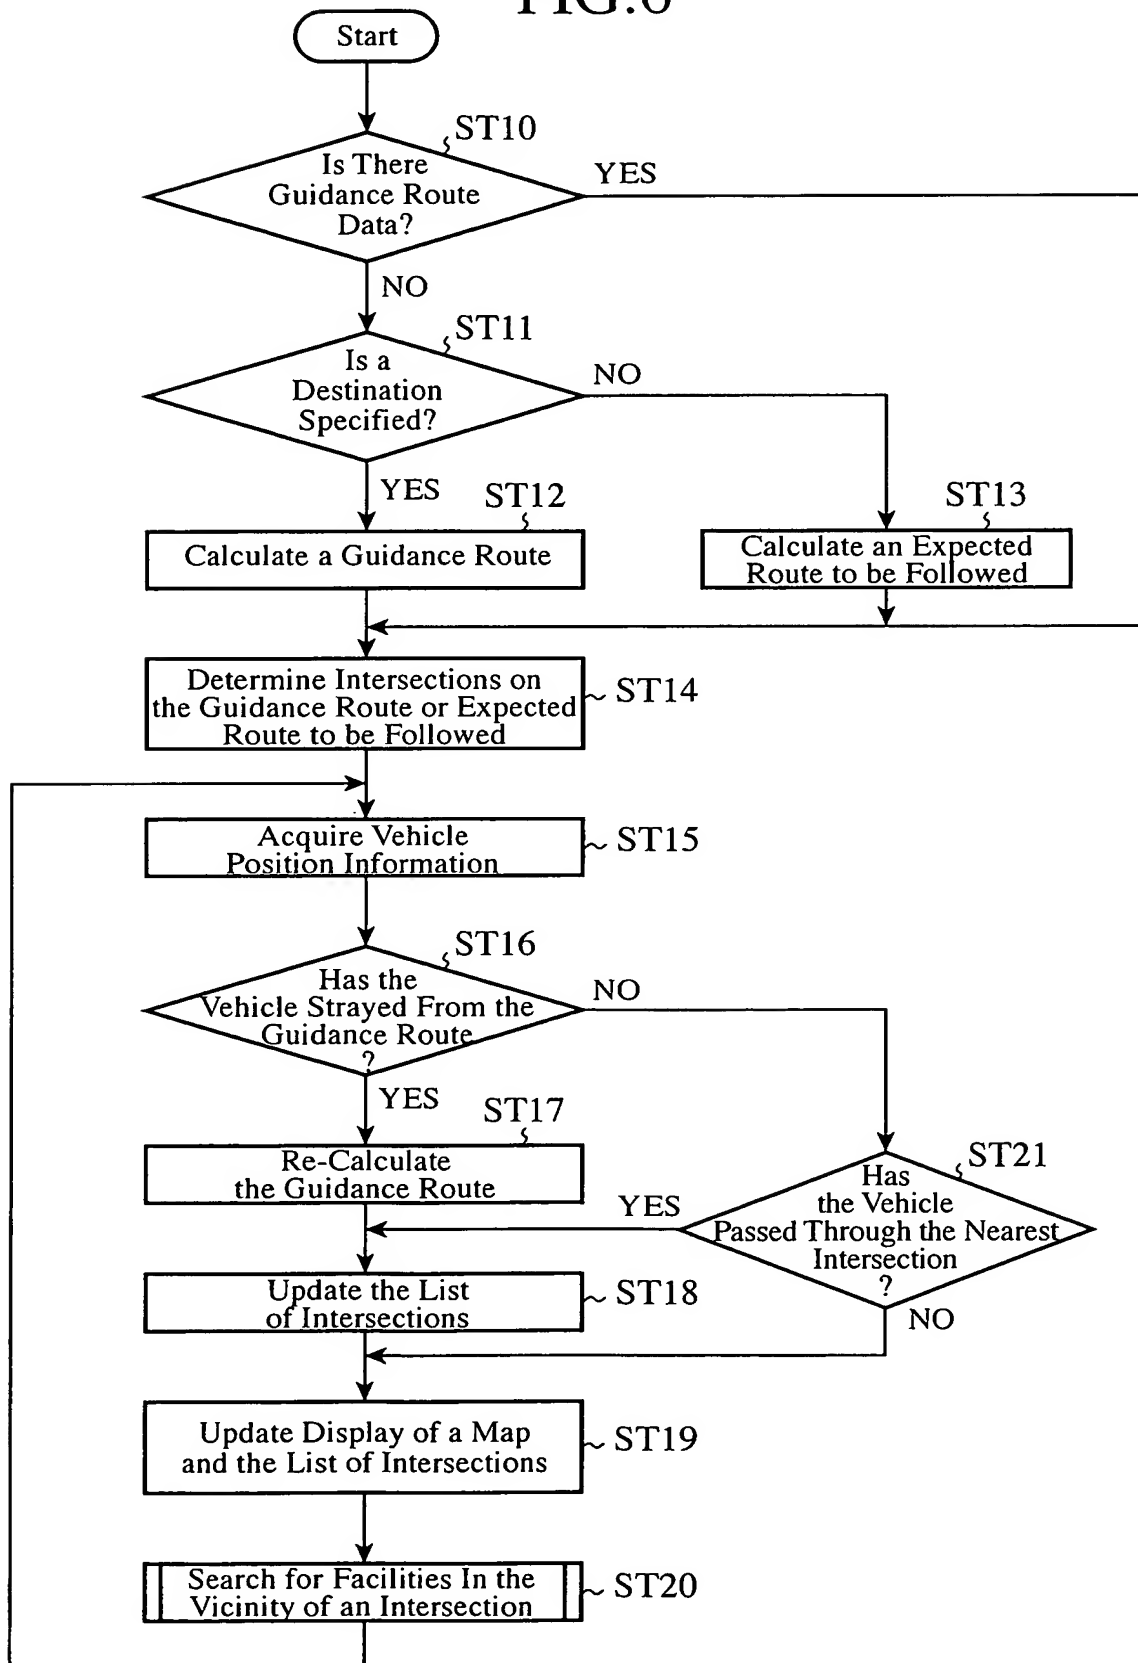 Start
ST10
Is There
Guidance Route
Data?
YES
NO
ST11
Is a
Destination
Specified?
NO
YES
ST12
Calculate a Guidance Route
ST13
Calculate an Expected
Route to be Followed
Determine Intersections on
the Guidance Route or Expected
Route to be Followed
ST14
Acquire Vehicle
Position Information
ST15
ST16
Has the
Vehicle Strayed From the
Guidance Route
?
NO
YES
ST17
Re-Calculate
the Guidance Route
ST21
Has
the Vehicle
Passed Through the Nearest
Intersection
?
YES
NO
Update the List
of Intersections
ST18
Update Display of a Map
and the List of Intersections
ST19
Search for Facilities In the
Vicinity of an Intersection
ST20